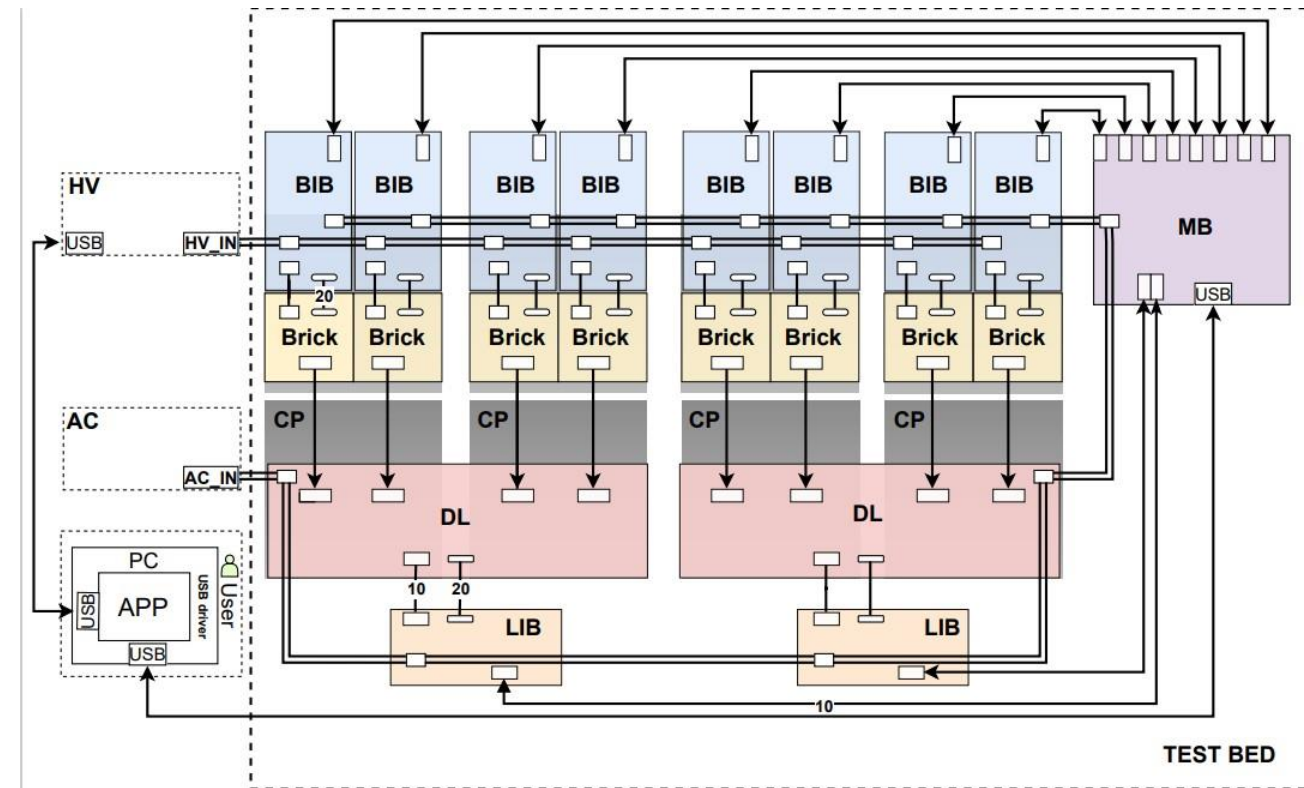 HV
USB
HV_IN
BIB
BIB
BIB
BIB
BIB
BIB
BIB
BIB
MB
USB
20
Brick
Brick
Brick
Brick
Brick
Brick
Brick
Brick
AC
AC_IN
CP
CP
CP
CP
DL
DL
PC
APP
USB
USB driver
User
USB
10
20
LIB
LIB
10
TEST BED